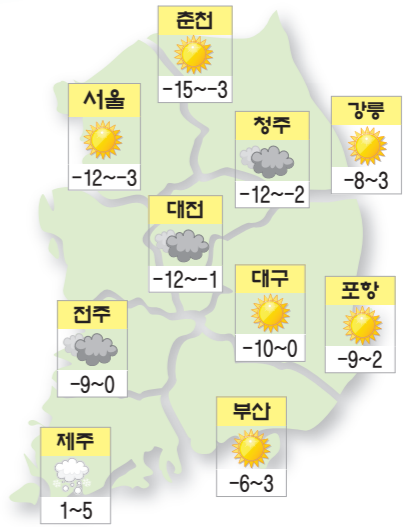 춘천
-15~-3
서울
-12~-3
청주
-12~-2
강릉
-8~3
대전
-12~-1
대구
-10~0
포항
-9~2
전주
-9~0
부산
-6~3
제주
1~5